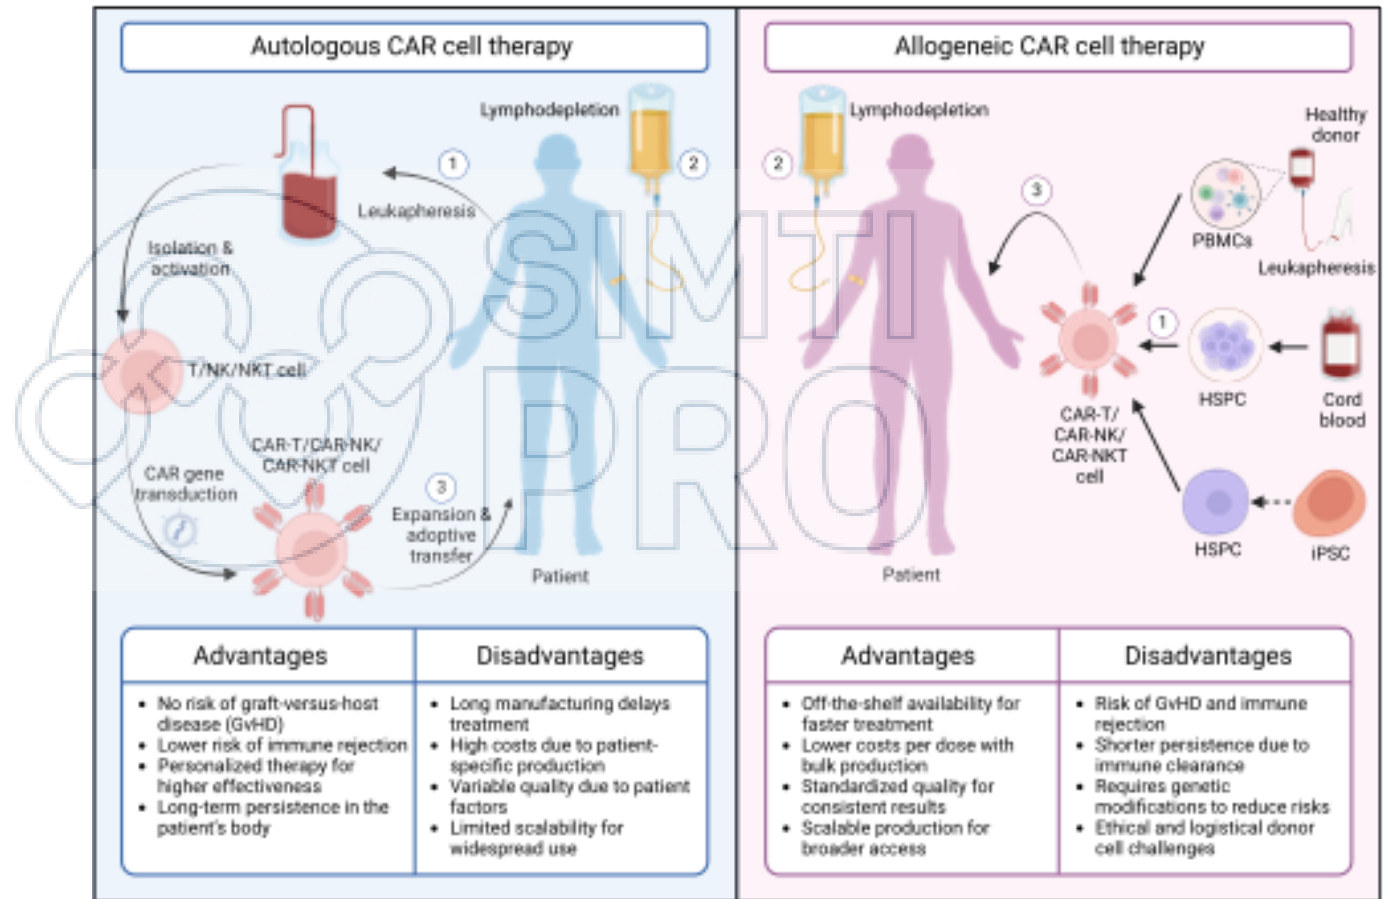 Autologous CAR cell therapy
Lymphodepletion
1
2
Leukapheresis
Isolation &
activation
T/NK/NKT cell
CAR-T/CAR-NK/
CAR-NKT cell
CAR gene
transduction
3
Expansion &
adoptive
transfer
Patient
Advantages
Disadvantages
• No risk of graft-versus-host
disease (GvHD)
• Lower risk of immune rejection
• Personalized therapy for
higher effectiveness
• Long-term persistence in the
patient's body
• Long manufacturing delays
treatment
• High costs due to patient-
specific production
• Variable quality due to patient
factors
• Limited scalability for
widespread use
Allogeneic CAR cell therapy
Lymphodepletion
2
3
Healthy
donor
PBMCs
Leukapheresis
1
HSPC
Cord
blood
CAR-T/
CAR-NK/
CAR-NKT
cell
HSPC
iPSC
Patient
Advantages
Disadvantages
• Off-the-shelf availability for
faster treatment
• Lower costs per dose with
bulk production
• Standardized quality for
consistent results
• Scalable production for
broader access
• Risk of GvHD and immune
rejection
• Shorter persistence due to
immune clearance
• Requires genetic
modifications to reduce risks
• Ethical and logistical donor
cell challenges
SIMTI
PRO